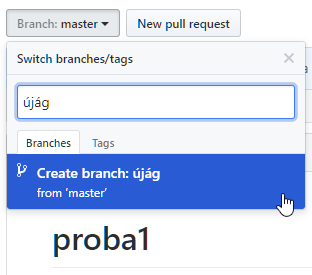 Branch: master
New pull request
Switch branches/tags
újág
Branches
Tags
Create branch: újág
from 'master'
proba1